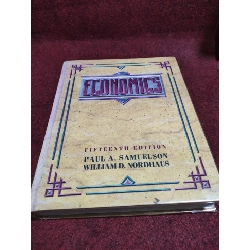 ECONOMICS
FIFTEENTH EDITION
PAUL A. SAMUELSON
WILLIAM D. NORDHAUS